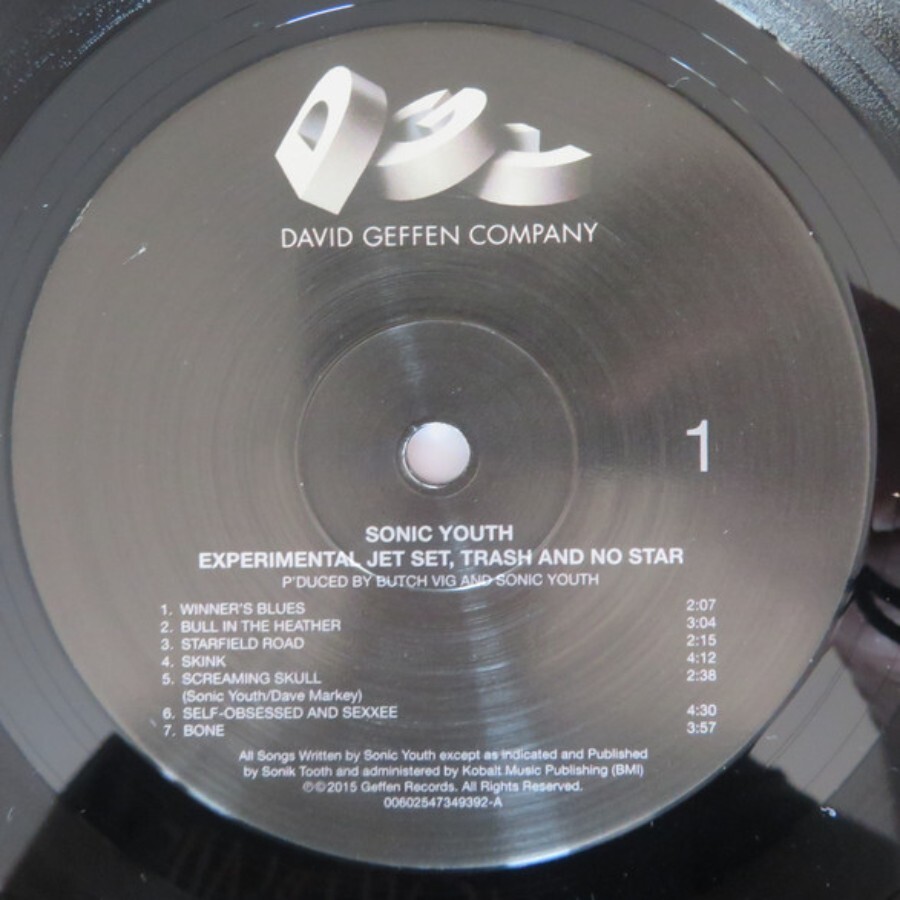 DGC
DAVID GEFFEN COMPANY
1
SONIC YOUTH
EXPERIMENTAL JET SET, TRASH AND NO STAR
P'DUCED BY BUTCH VIG AND SONIC YOUTH
1. WINNER'S BLUES 2:07
2. BULL IN THE HEATHER 3:04
3. STARFIELD ROAD 2:15
4. SKINK 4:12
5. SCREAMING SKULL 2:38
(Sonic Youth/Dave Markey)
6. SELF-OBSESSED AND SEXXEE 4:30
7. BONE 3:57
All Songs Written by Sonic Youth except as indicated and Published
by Sonik Tooth and administered by Kobalt Music Publishing (BMI)
℗©2015 Geffen Records. All Rights Reserved.
00602547349392-A